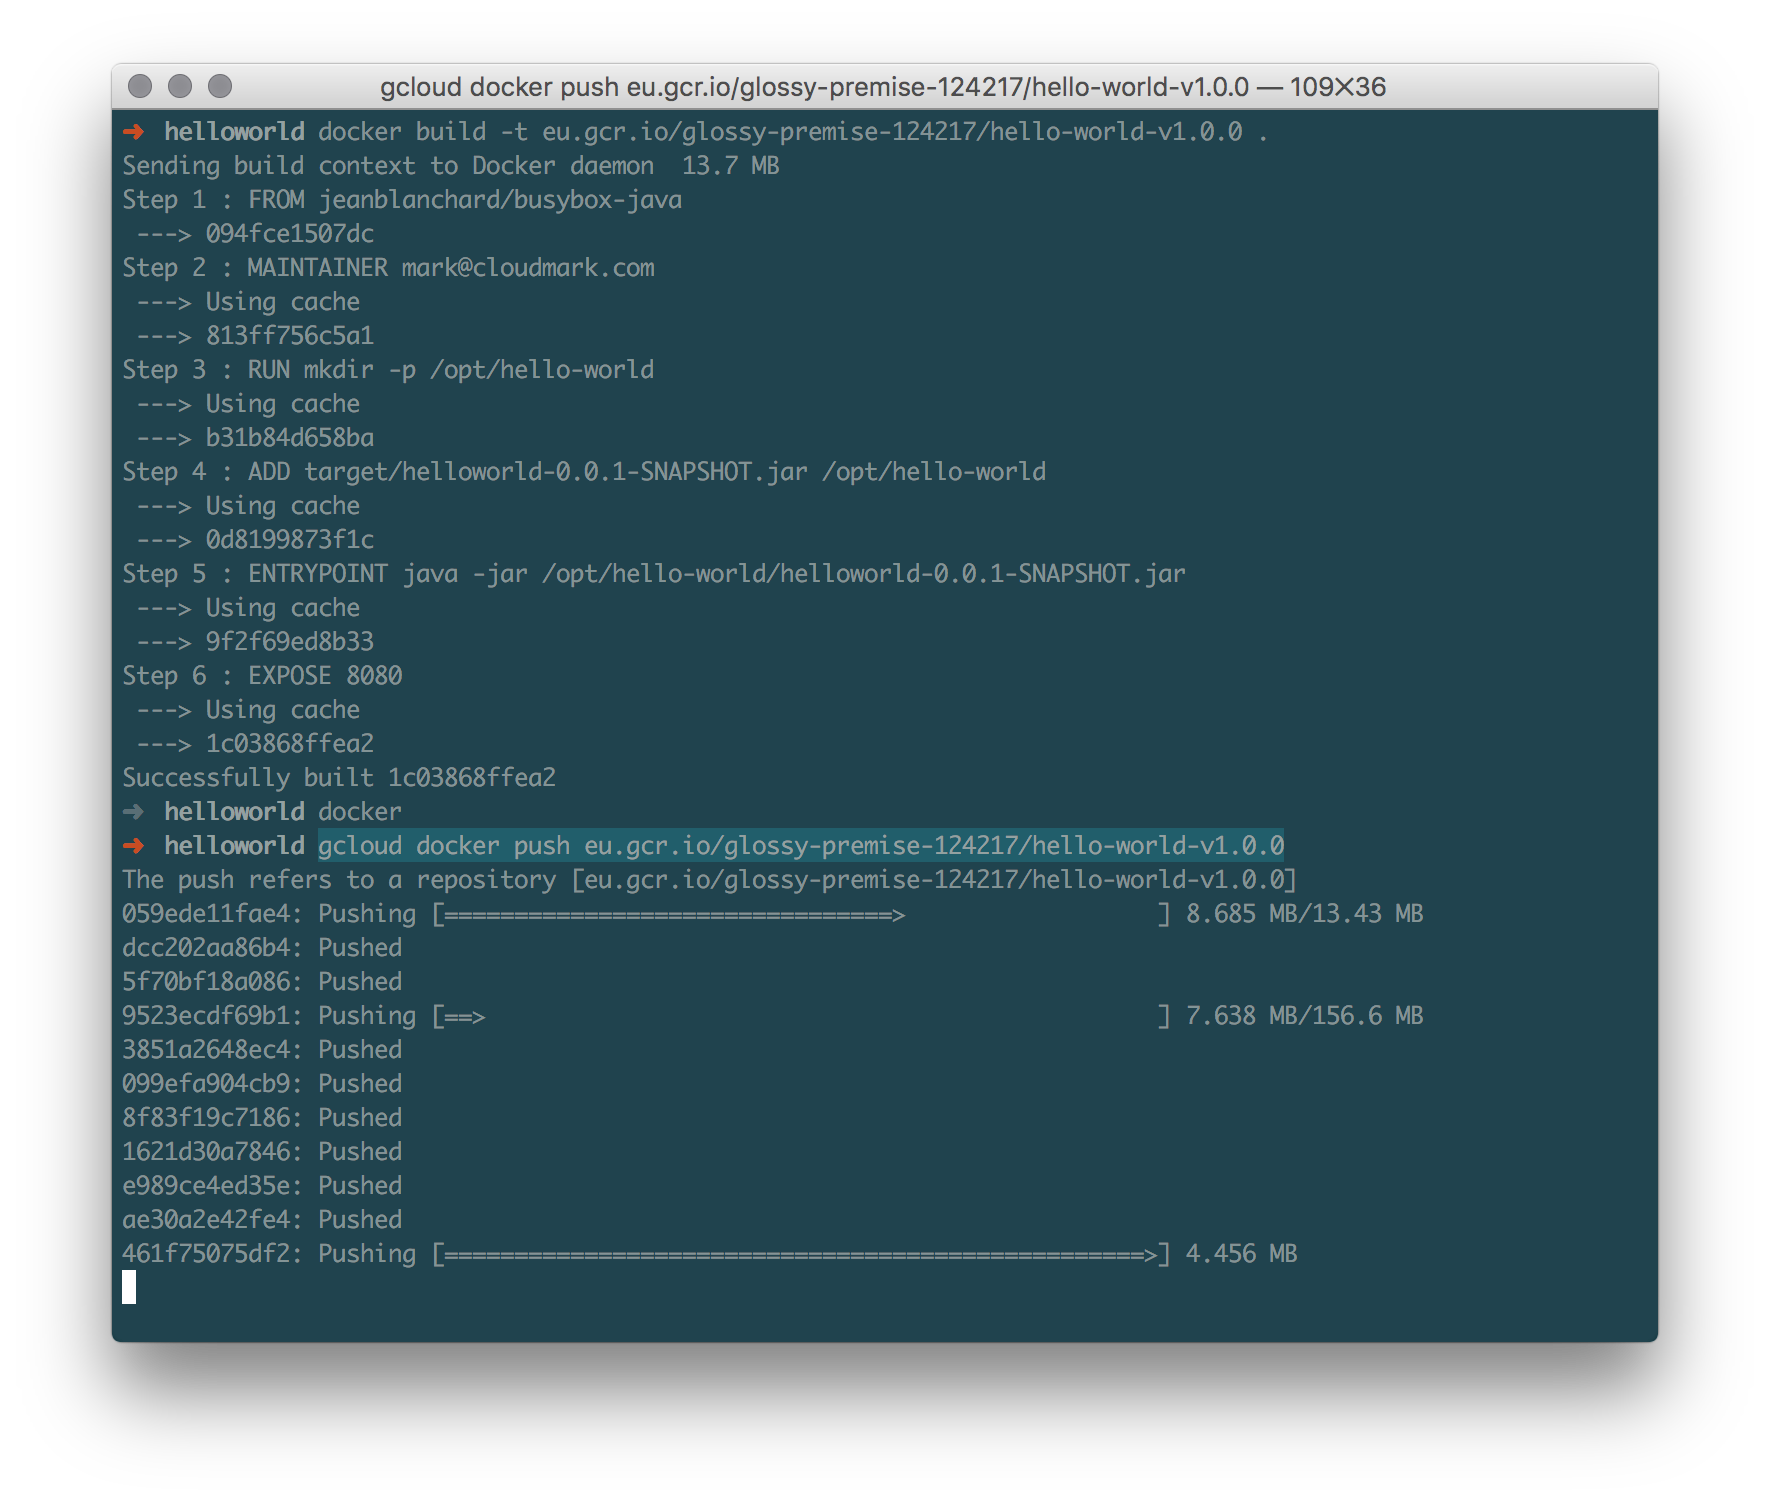 gcloud docker push eu.gcr.io/glossy-premise-124217/hello-world-v1.0.0 — 109✕36
➜ helloworld docker build -t eu.gcr.io/glossy-premise-124217/hello-world-v1.0.0 .
Sending build context to Docker daemon  13.7 MB
Step 1 : FROM jeanblanchard/busybox-java
 ---> 094fce1507dc
Step 2 : MAINTAINER mark@cloudmark.com
 ---> Using cache
 ---> 813ff756c5a1
Step 3 : RUN mkdir -p /opt/hello-world
 ---> Using cache
 ---> b31b84d658ba
Step 4 : ADD target/helloworld-0.0.1-SNAPSHOT.jar /opt/hello-world
 ---> Using cache
 ---> 0d8199873f1c
Step 5 : ENTRYPOINT java -jar /opt/hello-world/helloworld-0.0.1-SNAPSHOT.jar
 ---> Using cache
 ---> 9f2f69ed8b33
Step 6 : EXPOSE 8080
 ---> Using cache
 ---> 1c03868ffea2
Successfully built 1c03868ffea2
➜ helloworld docker
➜ helloworld gcloud docker push eu.gcr.io/glossy-premise-124217/hello-world-v1.0.0
The push refers to a repository [eu.gcr.io/glossy-premise-124217/hello-world-v1.0.0]
059ede11fae4: Pushing [================================>                  ] 8.685 MB/13.43 MB
dcc202aa86b4: Pushed
5f70bf18a086: Pushed
9523ecdf69b1: Pushing [==>                                                ] 7.638 MB/156.6 MB
3851a2648ec4: Pushed
099efa904cb9: Pushed
8f83f19c7186: Pushed
1621d30a7846: Pushed
e989ce4ed35e: Pushed
ae30a2e42fe4: Pushed
461f75075df2: Pushing [==================================================>] 4.456 MB